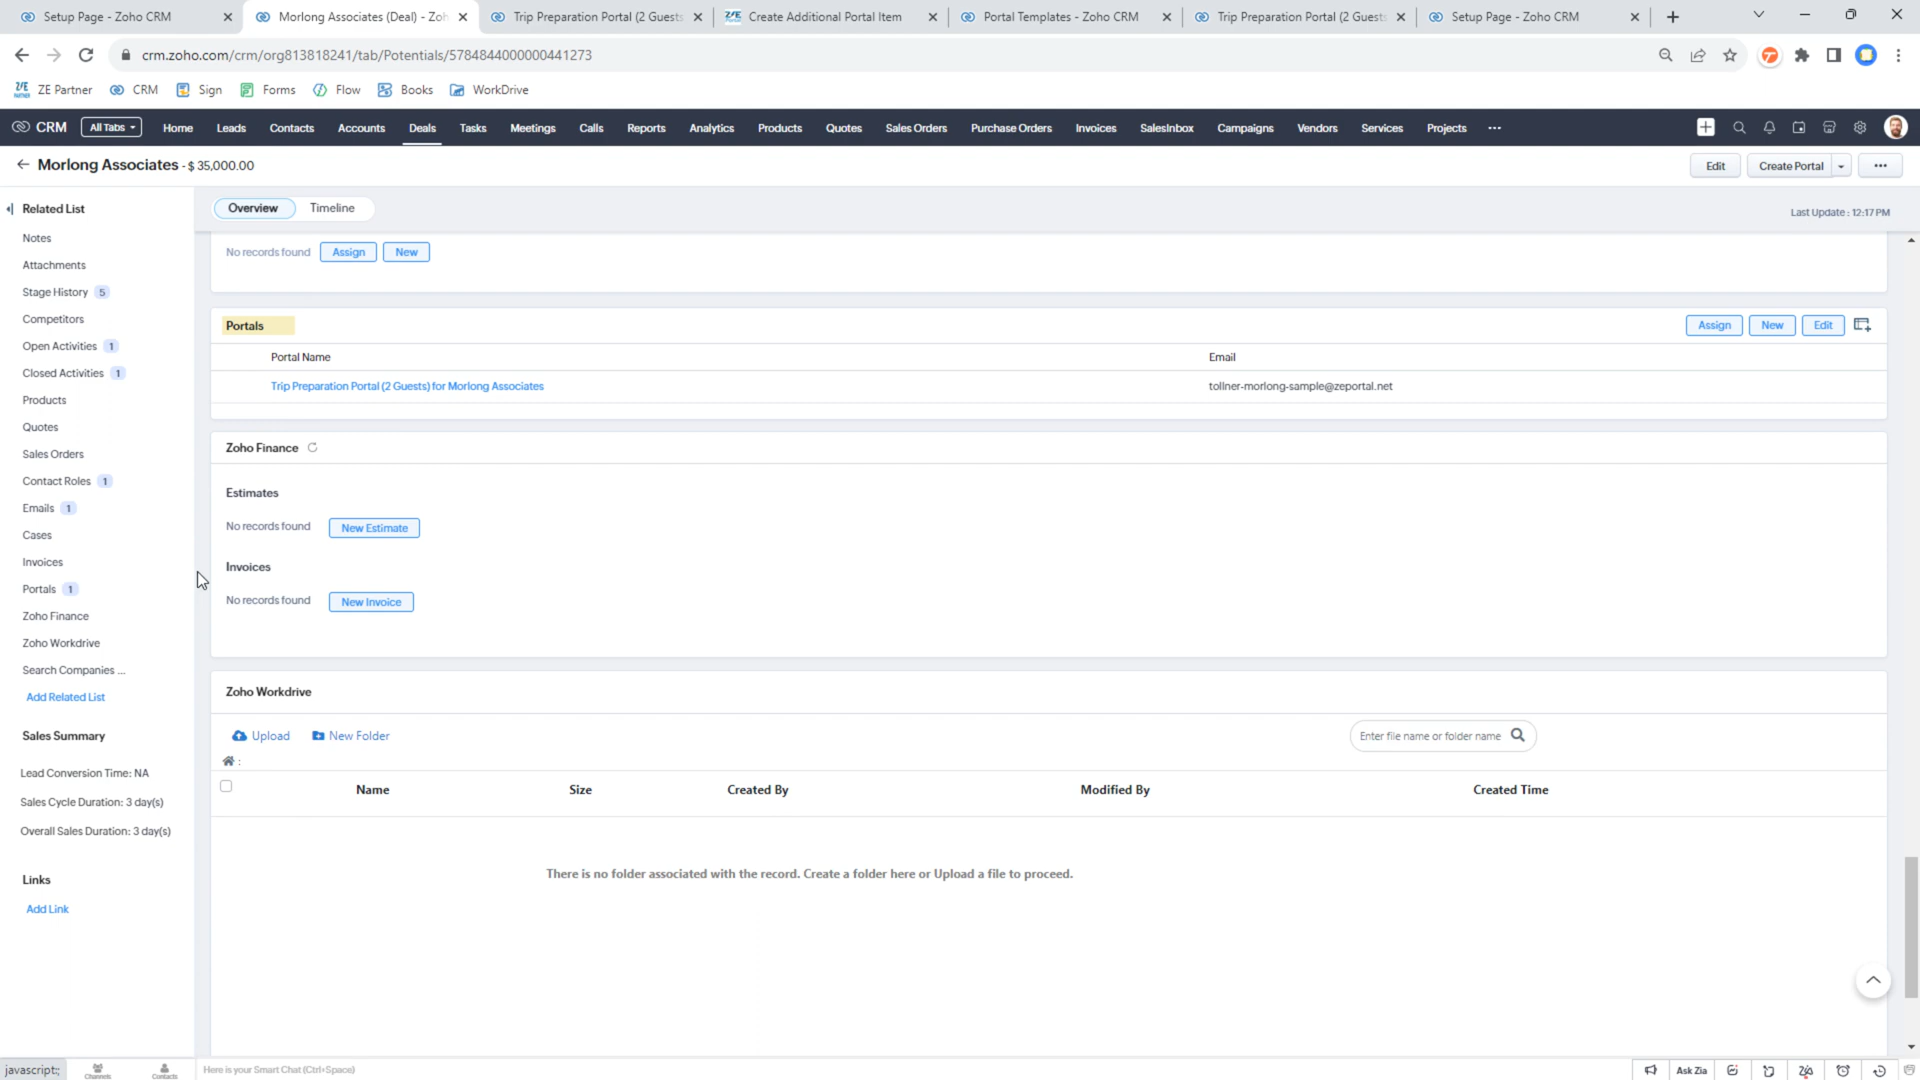 Setup Page - Zoho CRM
Morlong Associates (Deal) - Zoh
Trip Preparation Portal (2 Guests
Create Additional Portal Item
Portal Templates - Zoho CRM
Trip Preparation Portal (2 Guests
Setup Page - Zoho CRM
crm.zoho.com/crm/org813818241/tab/Potentials/5784844000000441273
ZE Partner
CRM
Sign
Forms
Flow
Books
WorkDrive
CRM
All Tabs
Home
Leads
Contacts
Accounts
Deals
Tasks
Meetings
Calls
Reports
Analytics
Products
Quotes
Sales Orders
Purchase Orders
Invoices
SalesInbox
Campaigns
Vendors
Services
Projects
Morlong Associates - $ 35,000.00
Edit
Create Portal
Related List
Overview
Timeline
Last Update : 12:17 PM
Notes
Attachments
Stage History 5
Competitors
Open Activities 1
Closed Activities 1
Products
Quotes
Sales Orders
Contact Roles 1
Emails 1
Cases
Invoices
Portals 1
Zoho Finance
Zoho Workdrive
Search Companies ...
Add Related List
Sales Summary
Lead Conversion Time: NA
Sales Cycle Duration: 3 day(s)
Overall Sales Duration: 3 day(s)
Links
Add Link
No records found
Assign
New
Portals
Assign
New
Edit
Portal Name
Email
Trip Preparation Portal (2 Guests) for Morlong Associates
tollner-morlong-sample@zeportal.net
Zoho Finance
Estimates
No records found
New Estimate
Invoices
No records found
New Invoice
Zoho Workdrive
Upload
New Folder
Enter file name or folder name
:
Name
Size
Created By
Modified By
Created Time
There is no folder associated with the record. Create a folder here or Upload a file to proceed.
javascript:;
Channels
Contacts
Here is your Smart Chat (Ctrl+Space)
Ask Zia